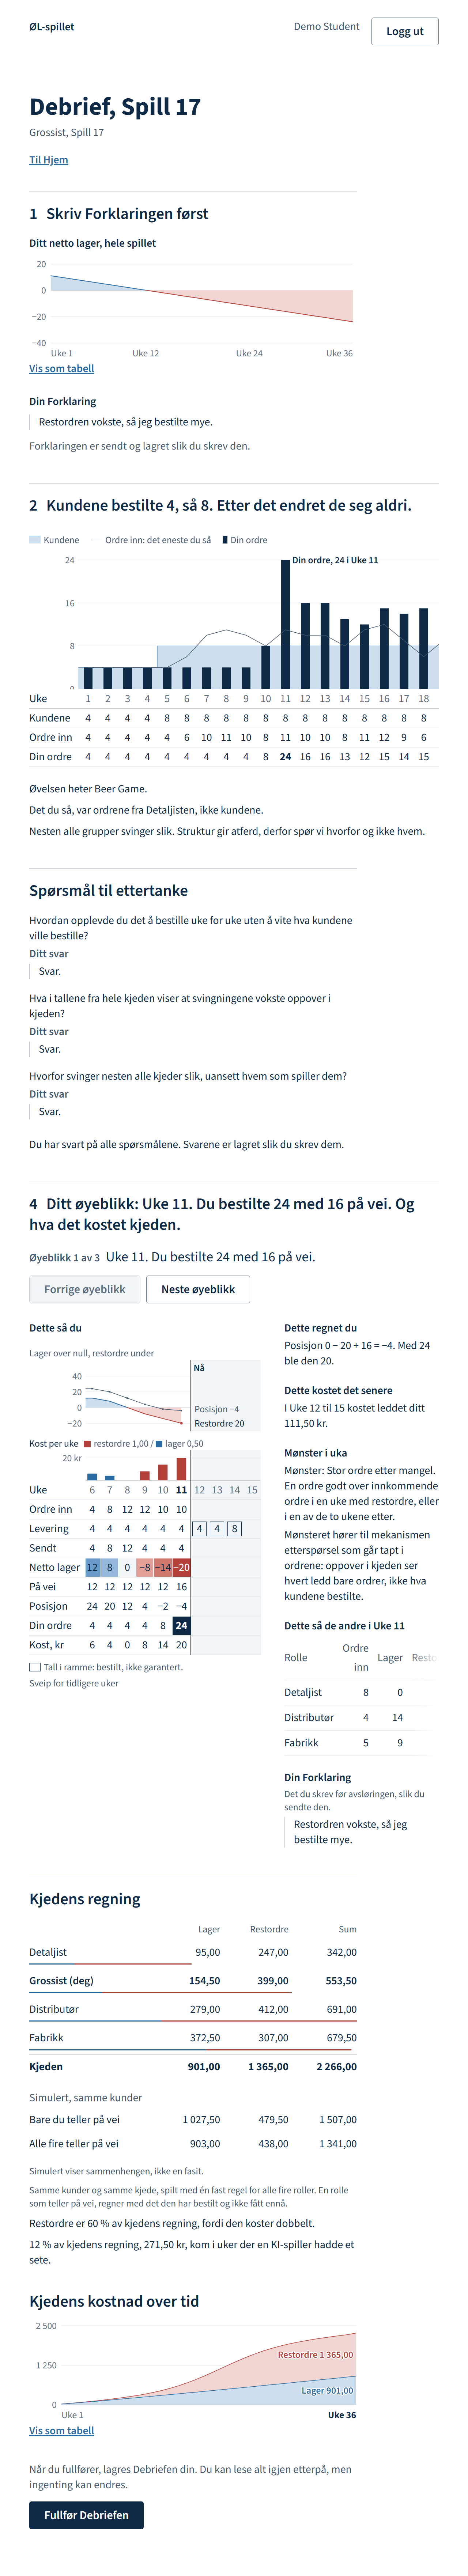 ØL-spillet
Demo Student
Logg ut
Debrief, Spill 17
Grossist, Spill 17
Til Hjem
1 Skriv Forklaringen først
Ditt netto lager, hele spillet
20
0
−20
−40
Uke 1 Uke 12 Uke 24 Uke 36
Vis som tabell
Din Forklaring
Restordren vokste, så jeg bestilte mye.
Forklaringen er sendt og lagret slik du skrev den.
2 Kundene bestilte 4, så 8. Etter det endret de seg aldri.
Kundene Ordre inn: det eneste du så Din ordre
24
Din ordre, 24 i Uke 11
16
8
0
Uke 1 2 3 4 5 6 7 8 9 10 11 12 13 14 15 16 17 18
Kundene 4 4 4 4 8 8 8 8 8 8 8 8 8 8 8 8 8 8
Ordre inn 4 4 4 4 4 6 10 11 10 8 11 10 10 8 11 12 9 6
Din ordre 4 4 4 4 4 4 4 4 4 8 24 16 16 13 12 15 14 15
Øvelsen heter Beer Game.
Det du så, var ordrene fra Detaljisten, ikke kundene.
Nesten alle grupper svinger slik. Struktur gir atferd, derfor spør vi hvorfor og ikke hvem.
Spørsmål til ettertanke
Hvordan opplevde du det å bestille uke for uke uten å vite hva kundene
ville bestille?
Ditt svar
Svar.
Hva i tallene fra hele kjeden viser at svingningene vokste oppover i
kjeden?
Ditt svar
Svar.
Hvorfor svinger nesten alle kjeder slik, uansett hvem som spiller dem?
Ditt svar
Svar.
Du har svart på alle spørsmålene. Svarene er lagret slik du skrev dem.
4 Ditt øyeblikk: Uke 11. Du bestilte 24 med 16 på vei. Og
hva det kostet kjeden.
Øyeblikk 1 av 3 Uke 11. Du bestilte 24 med 16 på vei.
Forrige øyeblikk
Neste øyeblikk
Dette så du
Lager over null, restordre under
Nå
40
20
0
−20
Posisjon −4
Restordre 20
Kost per uke restordre 1,00 / lager 0,50
20 kr
Uke 6 7 8 9 10 11 12 13 14 15
Ordre inn 4 8 12 12 10 10
Levering 4 4 4 4 4 4 4 4 8
Sendt 4 8 12 4 4 4
Netto lager 12 8 0 −8 −14 −20
På vei 12 12 12 12 12 16
Posisjon 24 20 12 4 −2 −4
Din ordre 4 4 4 4 8 24
Kost, kr 6 4 0 8 14 20
Tall i ramme: bestilt, ikke garantert.
Sveip for tidligere uker
Dette regnet du
Posisjon 0 − 20 + 16 = −4. Med 24
ble den 20.
Dette kostet det senere
I Uke 12 til 15 kostet leddet ditt
111,50 kr.
Mønster i uka
Mønster: Stor ordre etter mangel.
En ordre godt over innkommende
ordre i en uke med restordre, eller
i en av de to ukene etter.
Mønsteret hører til mekanismen
etterspørsel som går tapt i
ordrene: oppover i kjeden ser
hvert ledd bare ordrer, ikke hva
kundene bestilte.
Dette så de andre i Uke 11
Rolle Ordre inn Lager Resto
Detaljist 8 0
Distributør 4 14
Fabrikk 5 9
Din Forklaring
Det du skrev før avsløringen, slik du
sendte den.
Restordren vokste, så jeg
bestilte mye.
Kjedens regning
Lager Restordre Sum
Detaljist 95,00 247,00 342,00
Grossist (deg) 154,50 399,00 553,50
Distributør 279,00 412,00 691,00
Fabrikk 372,50 307,00 679,50
Kjeden 901,00 1 365,00 2 266,00
Simulert, samme kunder
Bare du teller på vei 1 027,50 479,50 1 507,00
Alle fire teller på vei 903,00 438,00 1 341,00
Simulert viser sammenhengen, ikke en fasit.
Samme kunder og samme kjede, spilt med én fast regel for alle fire roller. En rolle
som teller på vei, regner med det den har bestilt og ikke fått ennå.
Restordre er 60 % av kjedens regning, fordi den koster dobbelt.
12 % av kjedens regning, 271,50 kr, kom i uker der en KI-spiller hadde et
sete.
Kjedens kostnad over tid
2 500
1 250
0
Restordre 1 365,00
Lager 901,00
Uke 1 Uke 36
Vis som tabell
Når du fullfører, lagres Debriefen din. Du kan lese alt igjen etterpå, men
ingenting kan endres.
Fullfør Debriefen